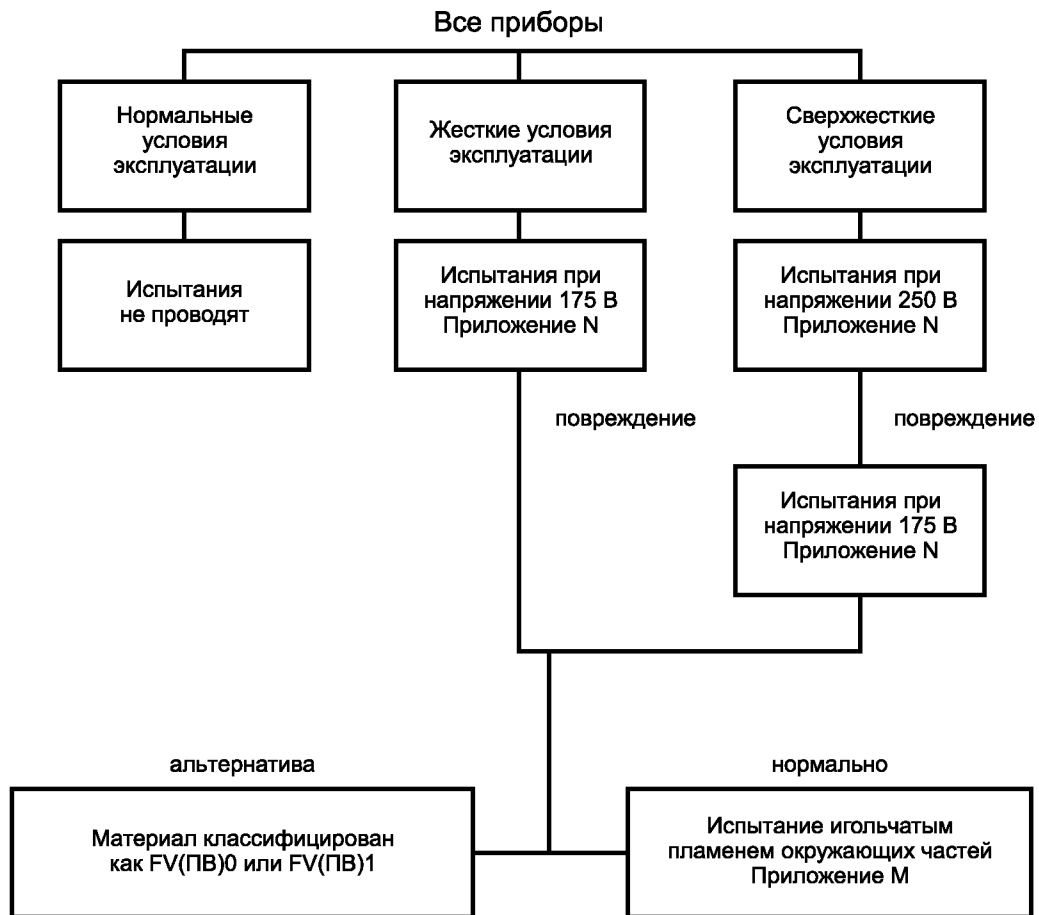 Все приборы
Нормальные
условия
эксплуатации
Жесткие условия
эксплуатации
Сверхжесткие
условия
эксплуатации
Испытания
не проводят
Испытания при
напряжении 175 В
Приложение N
Испытания при
напряжении 250 В
Приложение N
повреждение
повреждение
Испытания при
напряжении 175 В
Приложение N
альтернатива
нормально
Материал классифицирован
как FV(ПВ)0 или FV(ПВ)1
Испытание игольчатым
пламенем окружающих частей
Приложение M